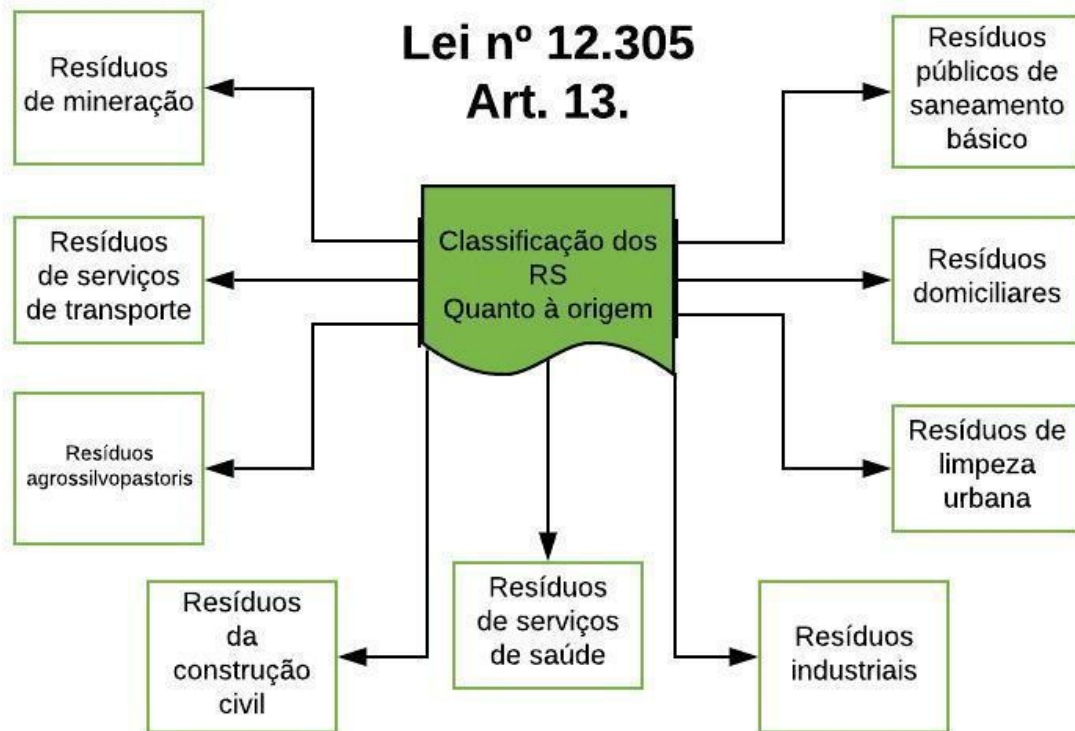 Lei nº 12.305
Art. 13.
Resíduos
de mineração
Resíduos
públicos de
saneamento
básico
Classificação dos
RS
Quanto à origem
Resíduos
de serviços
de transporte
Resíduos
domiciliares
Resíduos
agrossilvopastoris
Resíduos de
limpeza
urbana
Resíduos
da
construção
civil
Resíduos
de serviços
de saúde
Resíduos
industriais